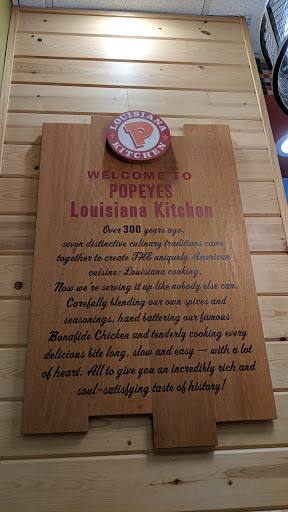 LOUISIANA
P
KITCHEN
WELCOME TO
POPEYES
Louisiana Kitchen
Over 300 years ago,
seven distinctive culinary traditions came
together to create THE uniquely American
cuisine: Louisiana cooking.
Now we're serving it up like nobody else can.
Carefully blending our own spices and
seasonings, hand battering our famous
Bonafide Chicken and tenderly cooking every
delicious bite long, slow and easy — with a lot
of heart. All to give you an incredibly rich and
soul-satisfying taste of history!